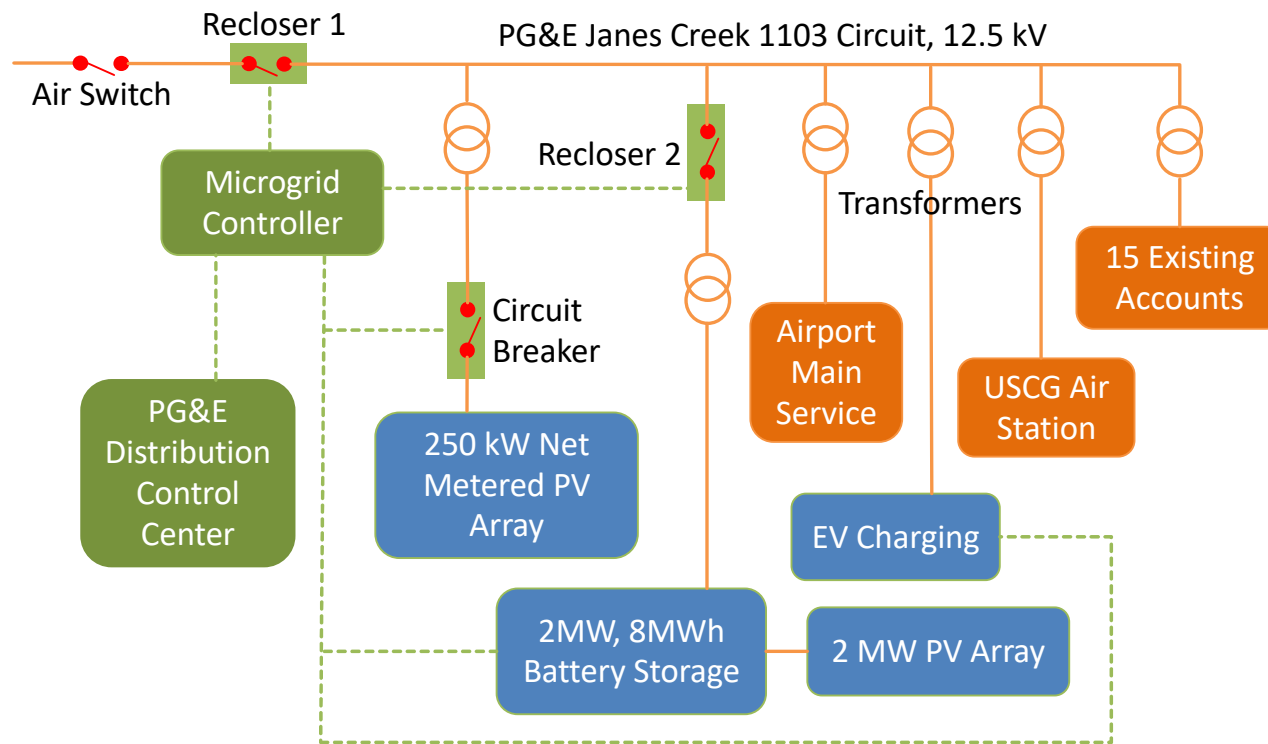 Recloser 1
PG&E Janes Creek 1103 Circuit, 12.5 kV
Air Switch
Recloser 2
Microgrid
Controller
Transformers
15 Existing
Accounts
Circuit
Breaker
Airport
Main
Service
USCG Air
Station
PG&E
Distribution
Control
Center
250 kW Net
Metered PV
Array
EV Charging
2MW, 8MWh
Battery Storage
2 MW PV Array